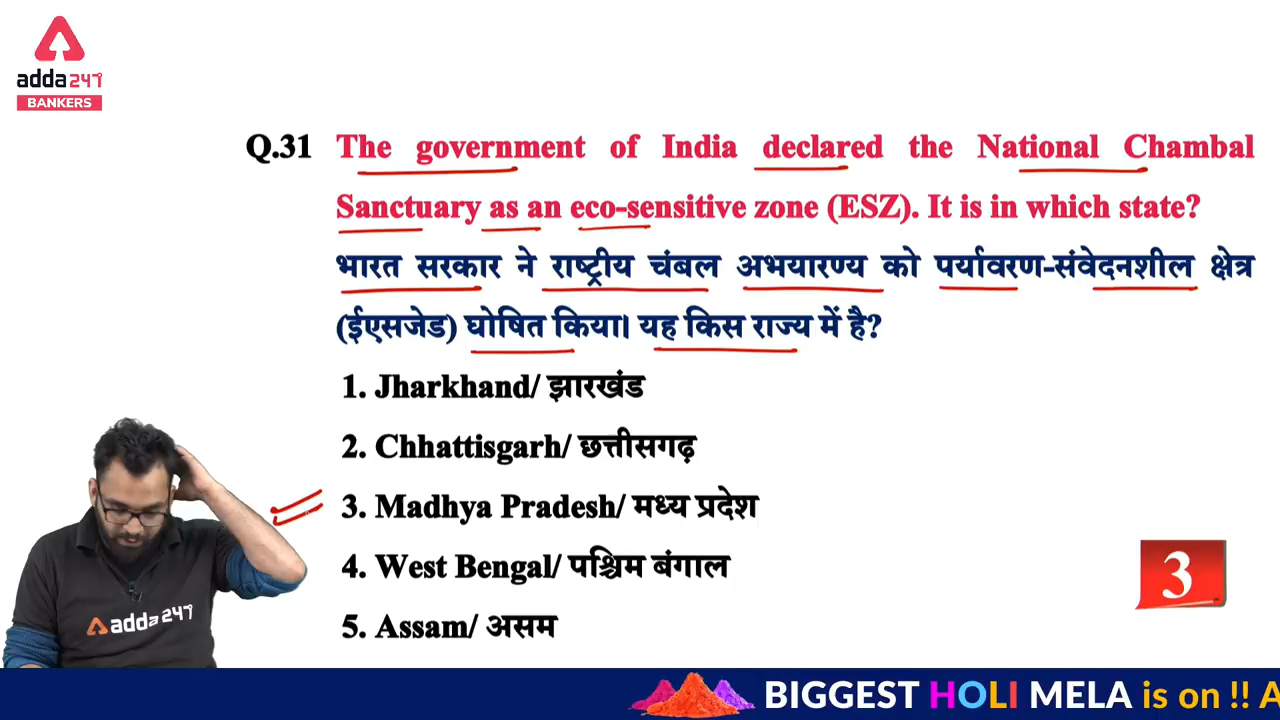 adda247
BANKERS
Q.31 The government of India declared the National Chambal
Sanctuary as an eco-sensitive zone (ESZ). It is in which state?
भारत सरकार ने राष्ट्रीय चंबल अभयारण्य को पर्यावरण-संवेदनशील क्षेत्र
(ईएसजेड) घोषित किया। यह किस राज्य में है?
1. Jharkhand/ झारखंड
2. Chhattisgarh/ छत्तीसगढ़
3. Madhya Pradesh/ मध्य प्रदेश
4. West Bengal/ पश्चिम बंगाल
3
5. Assam/ असम
adda247
BIGGEST HOLI MELA is on !! A